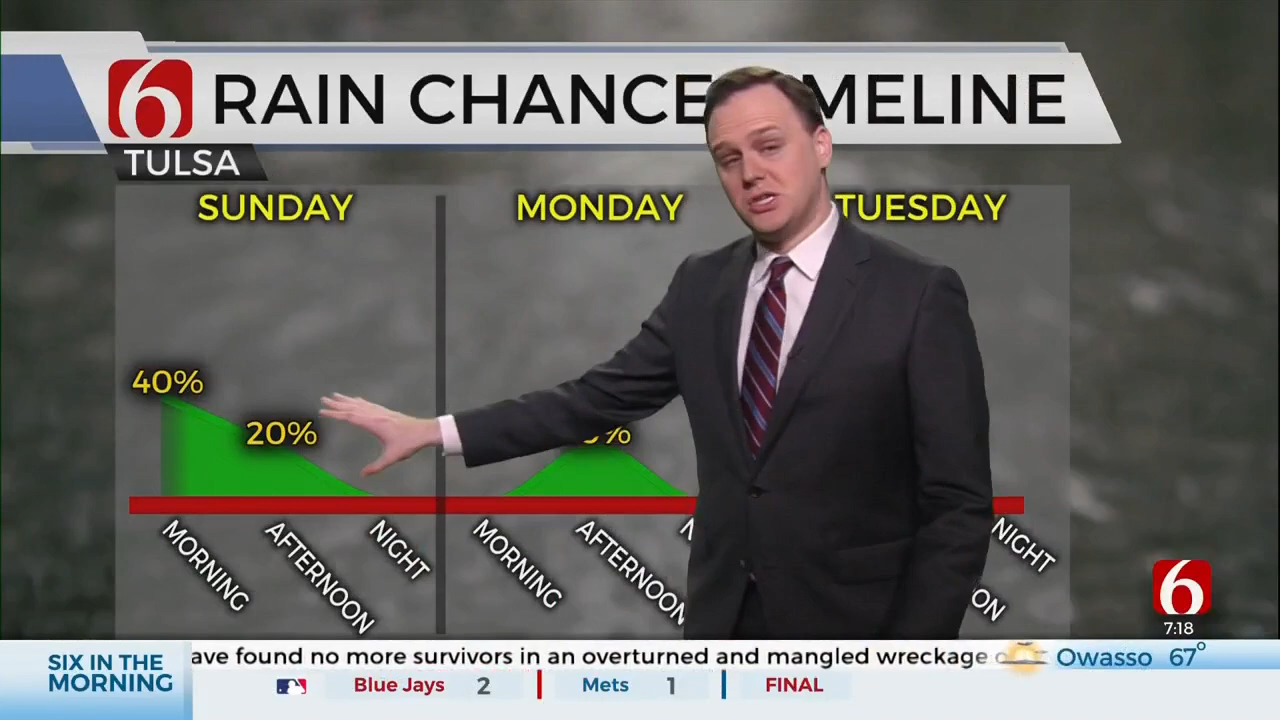 6 RAIN CHANCE MELINE
TULSA
SUNDAY MONDAY TUESDAY
40%
20%
%
MORNING AFTERNOON NIGHT MORNING AFTERNOON NIGHT
ON
6
7:18
SIX IN THE
MORNING
ave found no more survivors in an overturned and mangled wreckage Owasso 67°
Blue Jays 2 Mets 1 FINAL